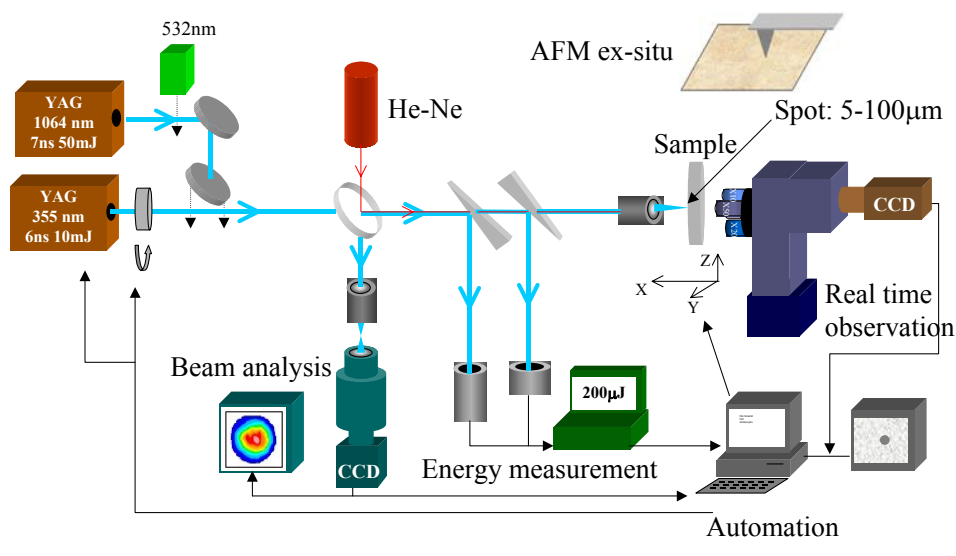 532nm
AFM ex-situ
YAG
1064 nm
7ns 50mJ
He-Ne
Spot: 5-100μm
Sample
YAG
355 nm
6ns 10mJ
CCD
X20
Z
X
Y
Real time
observation
Beam analysis
200μJ
CCD
Energy measurement
Automation